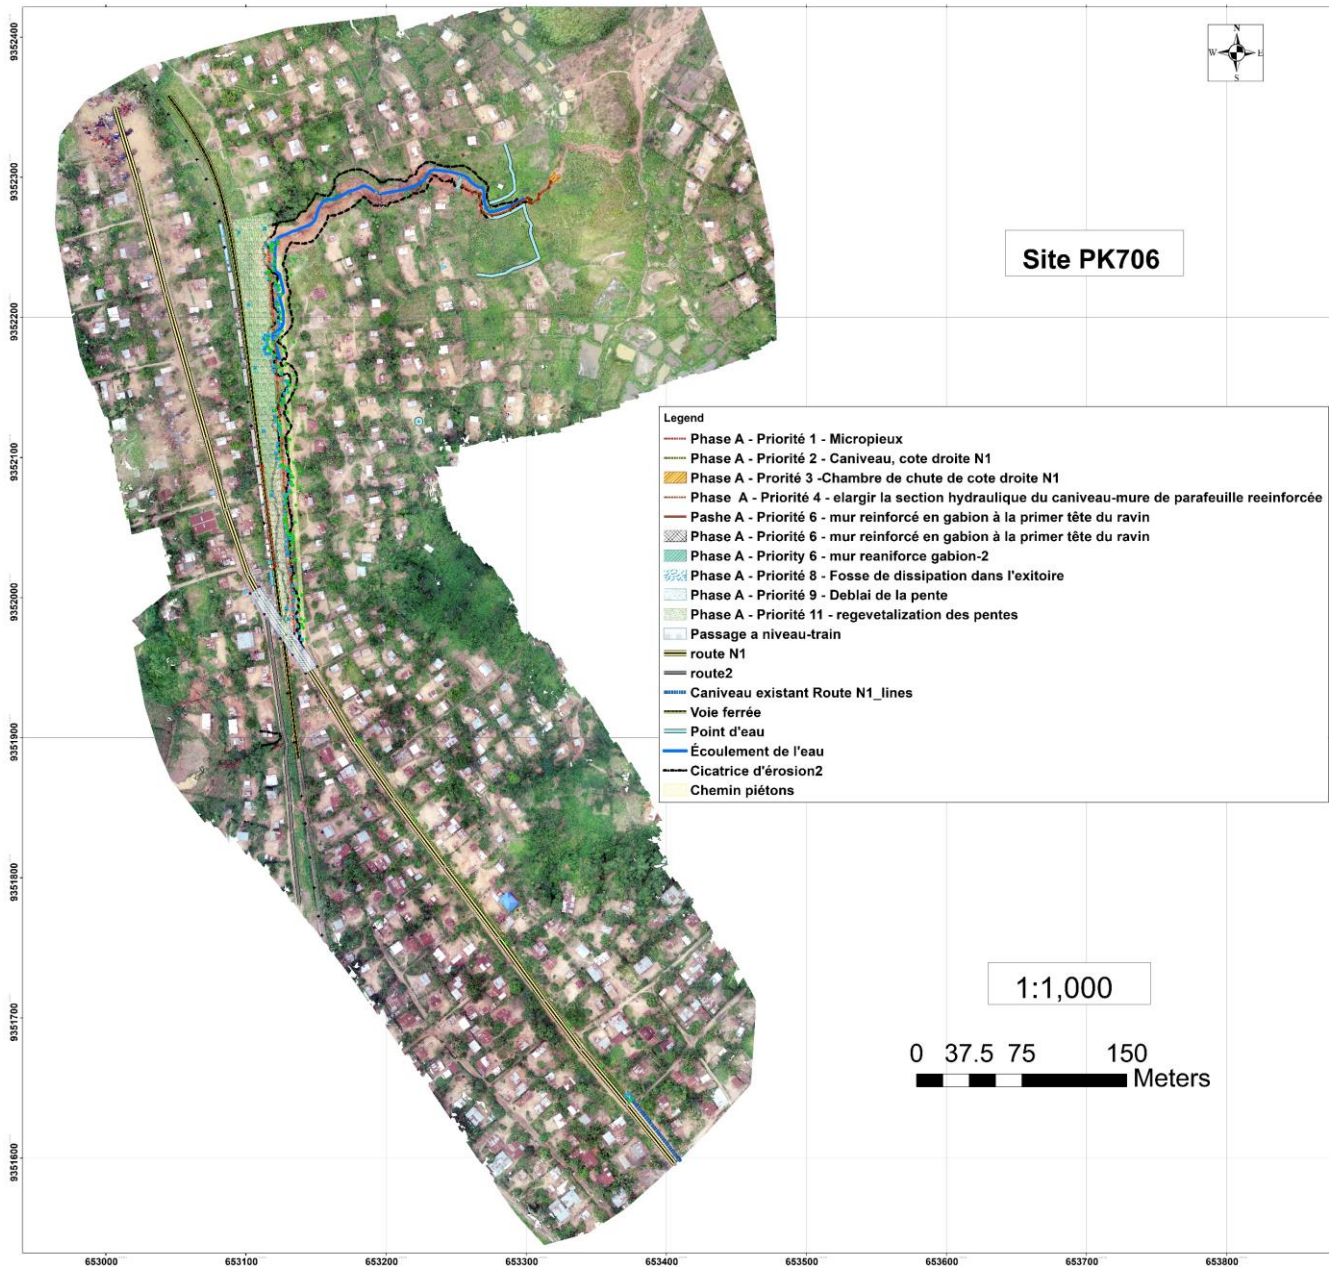 N
W E
S
9352400
9352300
9352200
9352100
9352000
9351900
9351800
9351700
9351600
Site PK706
Legend
Phase A - Priorité 1 - Micropieux
Phase A - Priorité 2 - Caniveau, cote droite N1
Phase A - Prorité 3 -Chambre de chute de cote droite N1
Phase A - Priorité 4 - elargir la section hydraulique du caniveau-mure de parafeuille reeinforcée
Pashe A - Priorité 6 - mur reinforcé en gabion à la primer tête du ravin
Phase A - Priorité 6 - mur reinforcé en gabion à la primer tête du ravin
Phase A - Priority 6 - mur reaniforce gabion-2
Phase A - Priorité 8 - Fosse de dissipation dans l'exitoire
Phase A - Priorité 9 - Deblai de la pente
Phase A - Priorité 11 - regevetalization des pentes
Passage a niveau-train
route N1
route2
Caniveau existant Route N1_lines
Voie ferrée
Point d'eau
Écoulement de l'eau
Cicatrice d'érosion2
Chemin piétons
1:1,000
0 37.5 75 150
Meters
653000 653100 653200 653300 653400 653500 653600 653700 653800